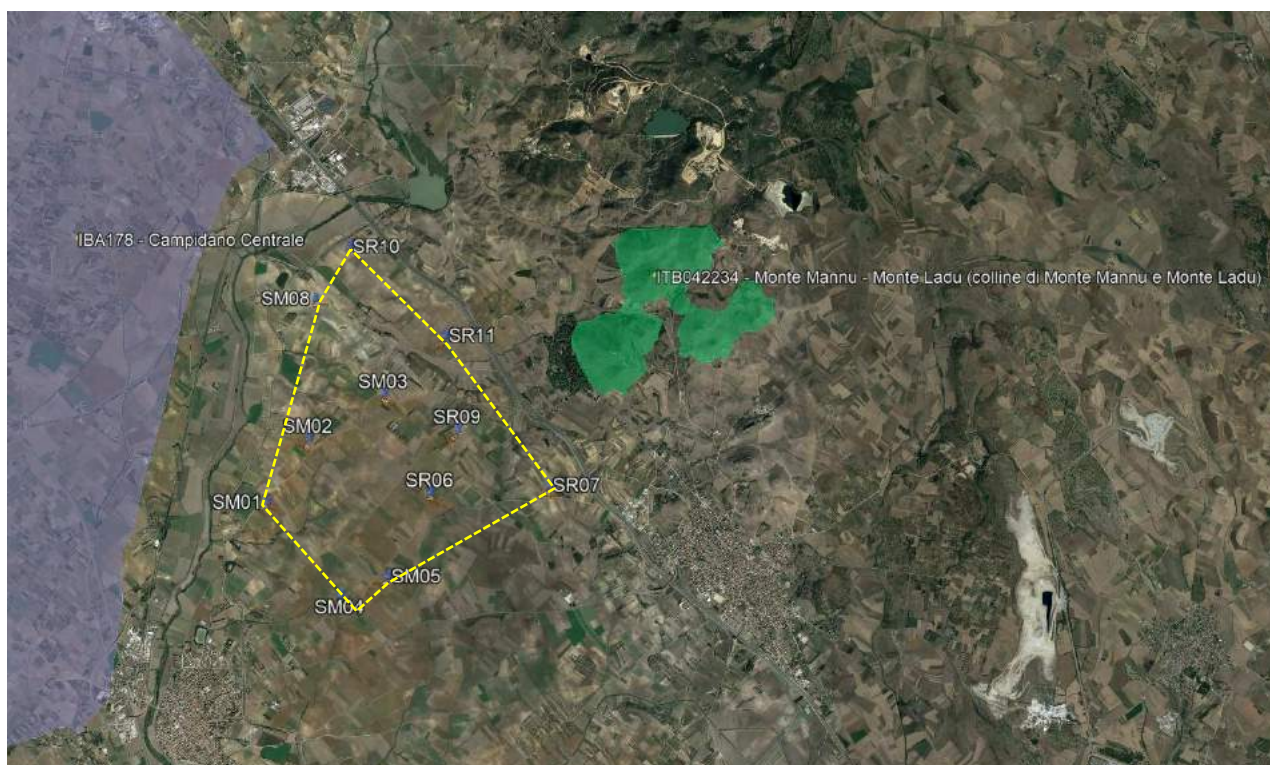 IBA178 - Campidano Centrale
SR10
ITB042234 - Monte Mannu - Monte Ladu (colline di Monte Mannu e Monte Ladu)
SM08
SR11
SM03
SM02
SR09
SR06
SM01
SR07
SM05
SM04